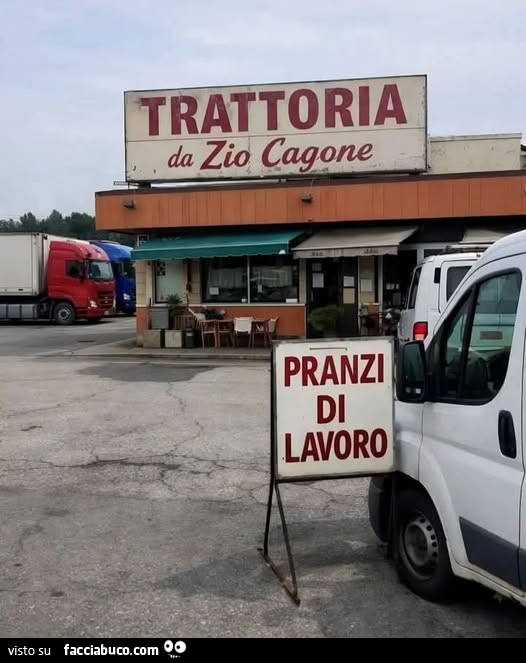 TRATTORIA
da Zio Cagone
PRANZI
DI
LAVORO
visto su facciabuco.com